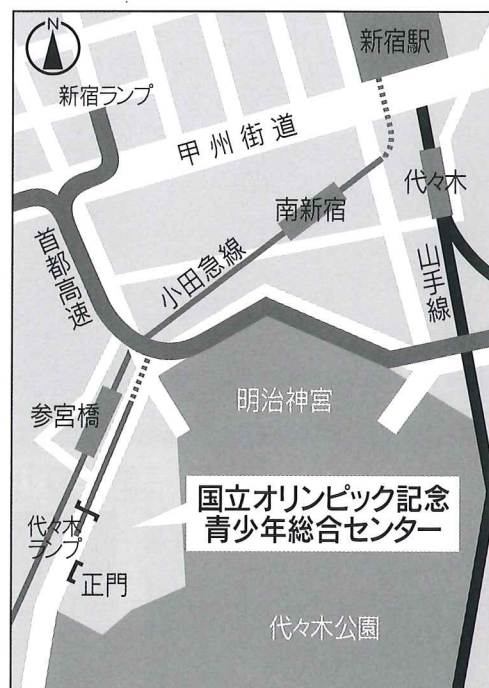 N
新宿駅
新宿ランプ
甲州街道
代々木
南新宿
首都高速
小田急線
山手線
明治神宮
参宮橋
国立オリンピック記念
青少年総合センター
代々木
ランプ
正門
代々木公園